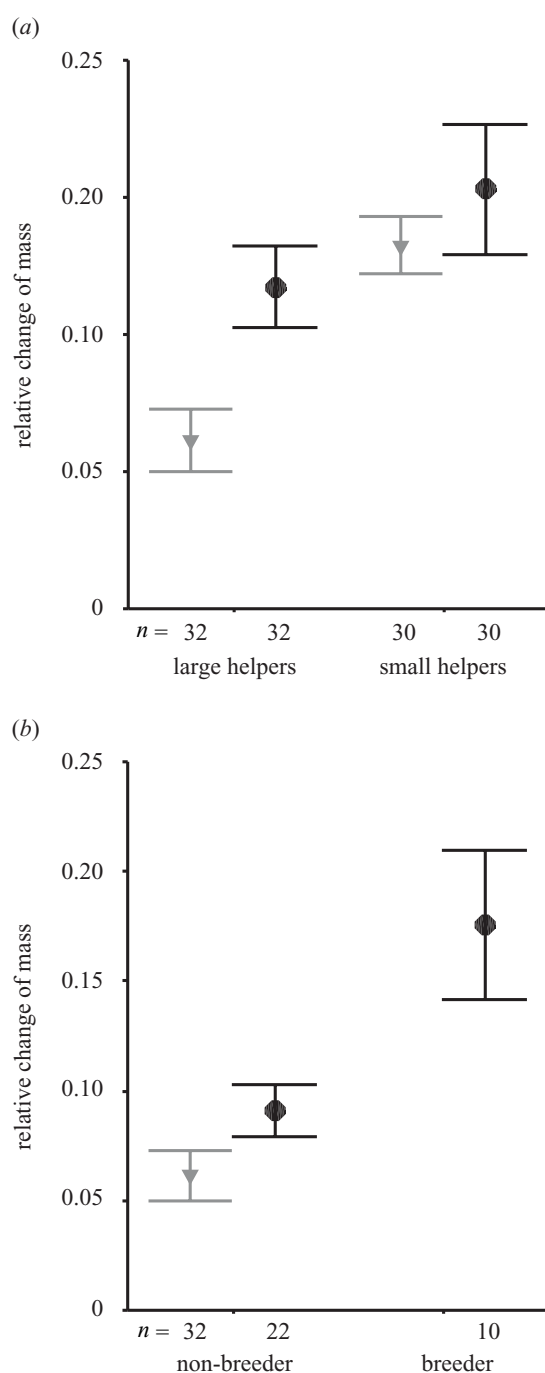 (a)
0.25
0.20
0.10
0.05
0
relative change of mass
n = 32 32 30 30
large helpers small helpers
(b)
0.25
0.20
0.15
0.10
0.05
0
relative change of mass
n = 32 22 10
non-breeder breeder